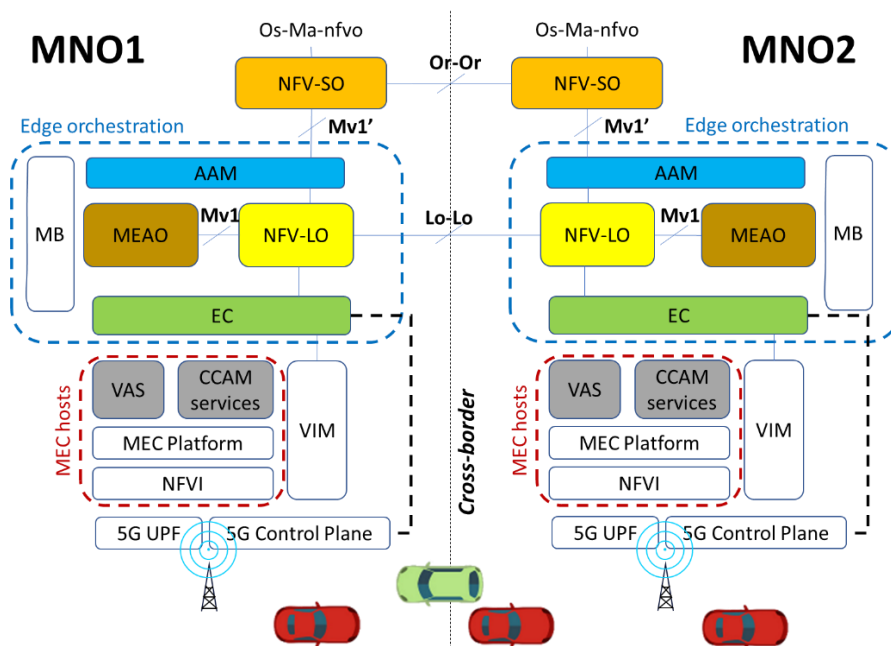 MNO1
Os-Ma-nfvo
NFV-SO
Or-Or
Os-Ma-nfvo
NFV-SO
MNO2
Edge orchestration
Mv1’
Mv1’
Edge orchestration
MB
AAM
MEAO
Mv1
NFV-LO
EC
Lo-Lo
AAM
NFV-LO
Mv1
MEAO
EC
MB
MEC hosts
VAS
CCAM
services
MEC Platform
NFVI
VIM
5G UPF
5G Control Plane
Cross-border
MEC hosts
VAS
CCAM
services
MEC Platform
NFVI
VIM
5G UPF
5G Control Plane